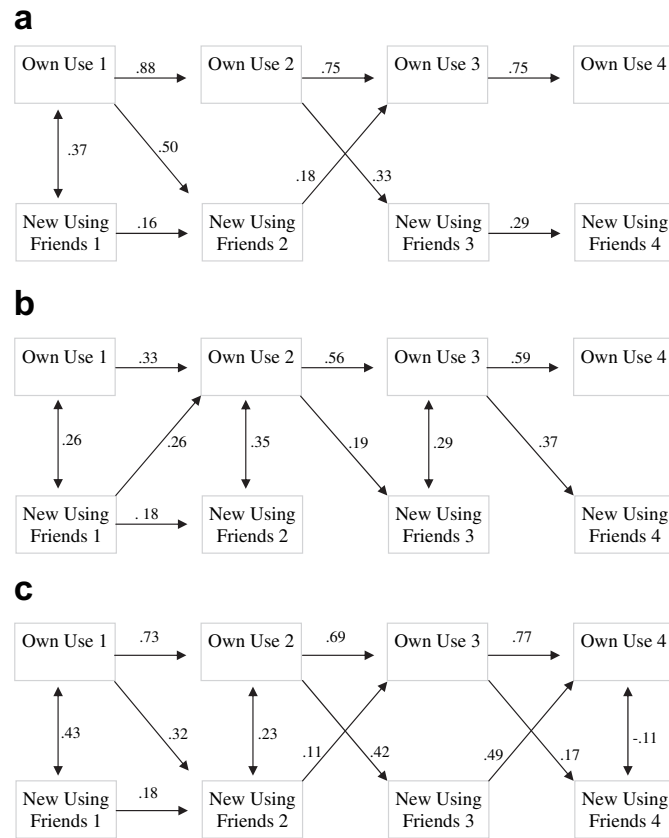 a
Own Use 1
.88
Own Use 2
.75
Own Use 3
.75
Own Use 4
.37
.50
.18
.33
New Using
Friends 1
.16
New Using
Friends 2
New Using
Friends 3
.29
New Using
Friends 4
b
Own Use 1
.33
Own Use 2
.56
Own Use 3
.59
Own Use 4
.26
.26
.35
.19
.29
.37
New Using
Friends 1
. 18
New Using
Friends 2
New Using
Friends 3
New Using
Friends 4
c
Own Use 1
.73
Own Use 2
.69
Own Use 3
.77
Own Use 4
.43
.32
.23
.11
.42
.49
.17
-.11
New Using
Friends 1
.18
New Using
Friends 2
New Using
Friends 3
New Using
Friends 4